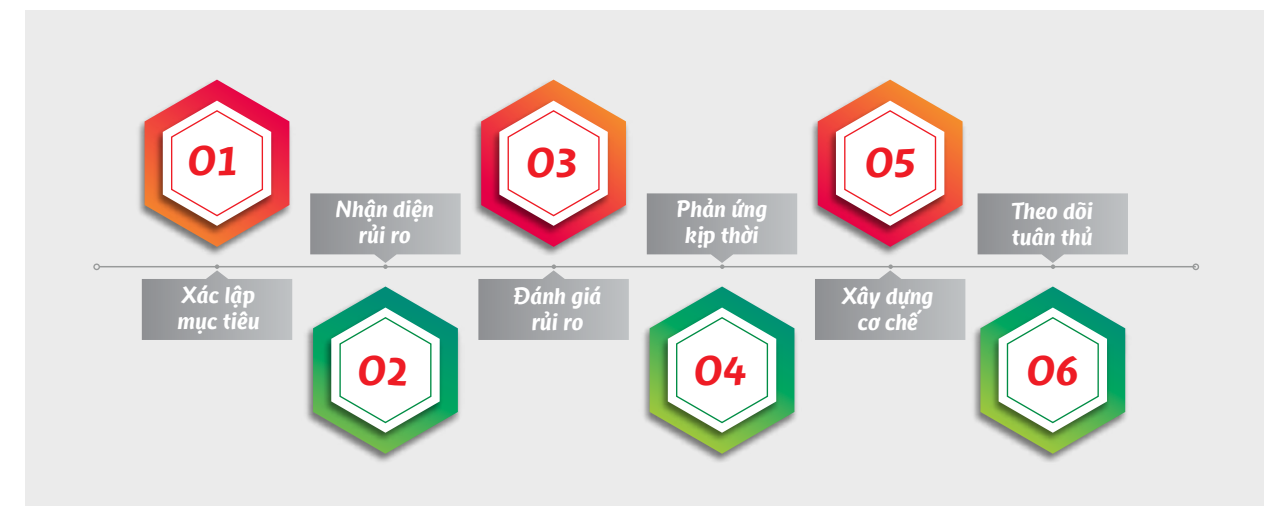 01
Xác lập
mục tiêu
Nhận diện
rủi ro
02
03
Đánh giá
rủi ro
Phản ứng
kịp thời
04
05
Xây dựng
cơ chế
Theo dõi
tuân thủ
06